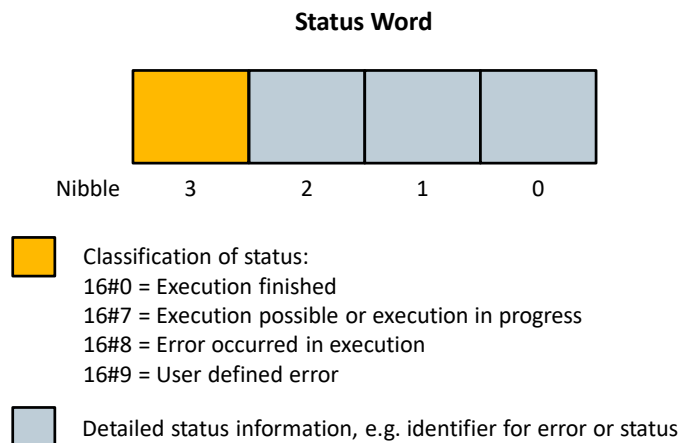 Status Word
Nibble 3 2 1 0
Classification of status:
16#0 = Execution finished
16#7 = Execution possible or execution in progress
16#8 = Error occurred in execution
16#9 = User defined error
Detailed status information, e.g. identifier for error or status